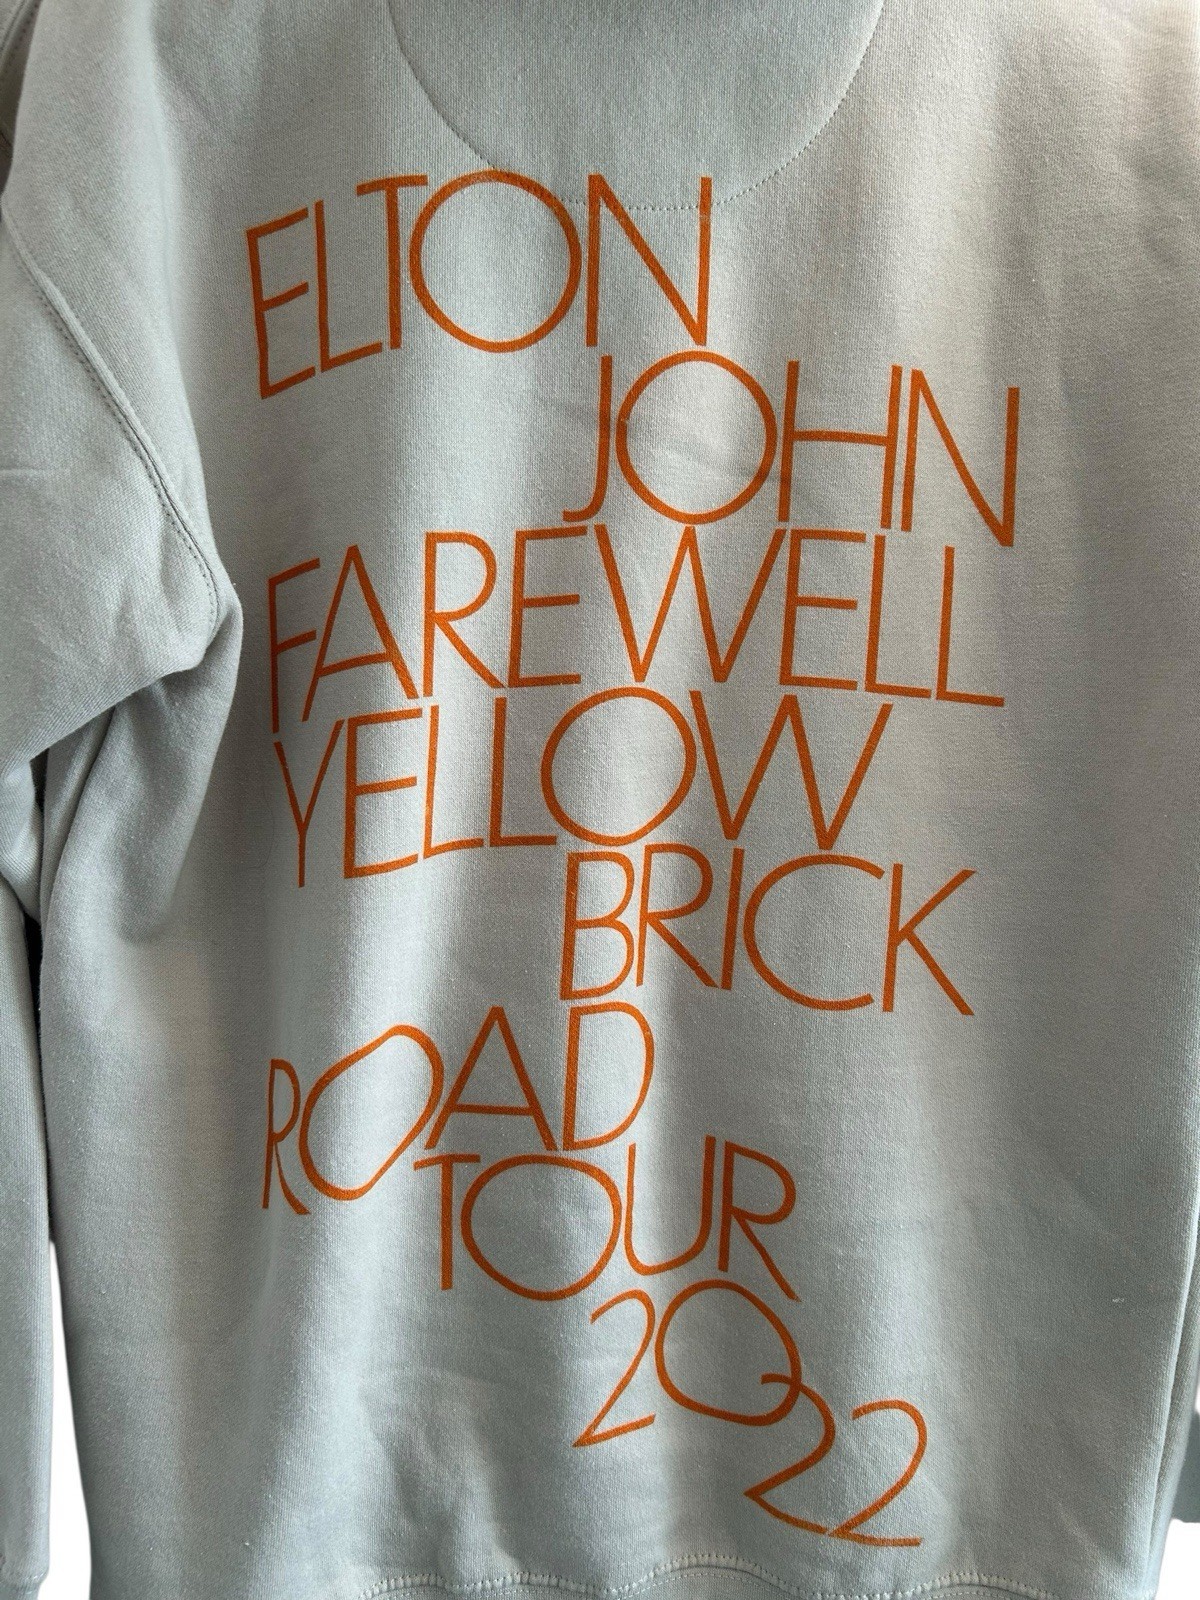 ELTON
JOHN
FAREWELL
YELLOW
BRICK
ROAD
TOUR
2022